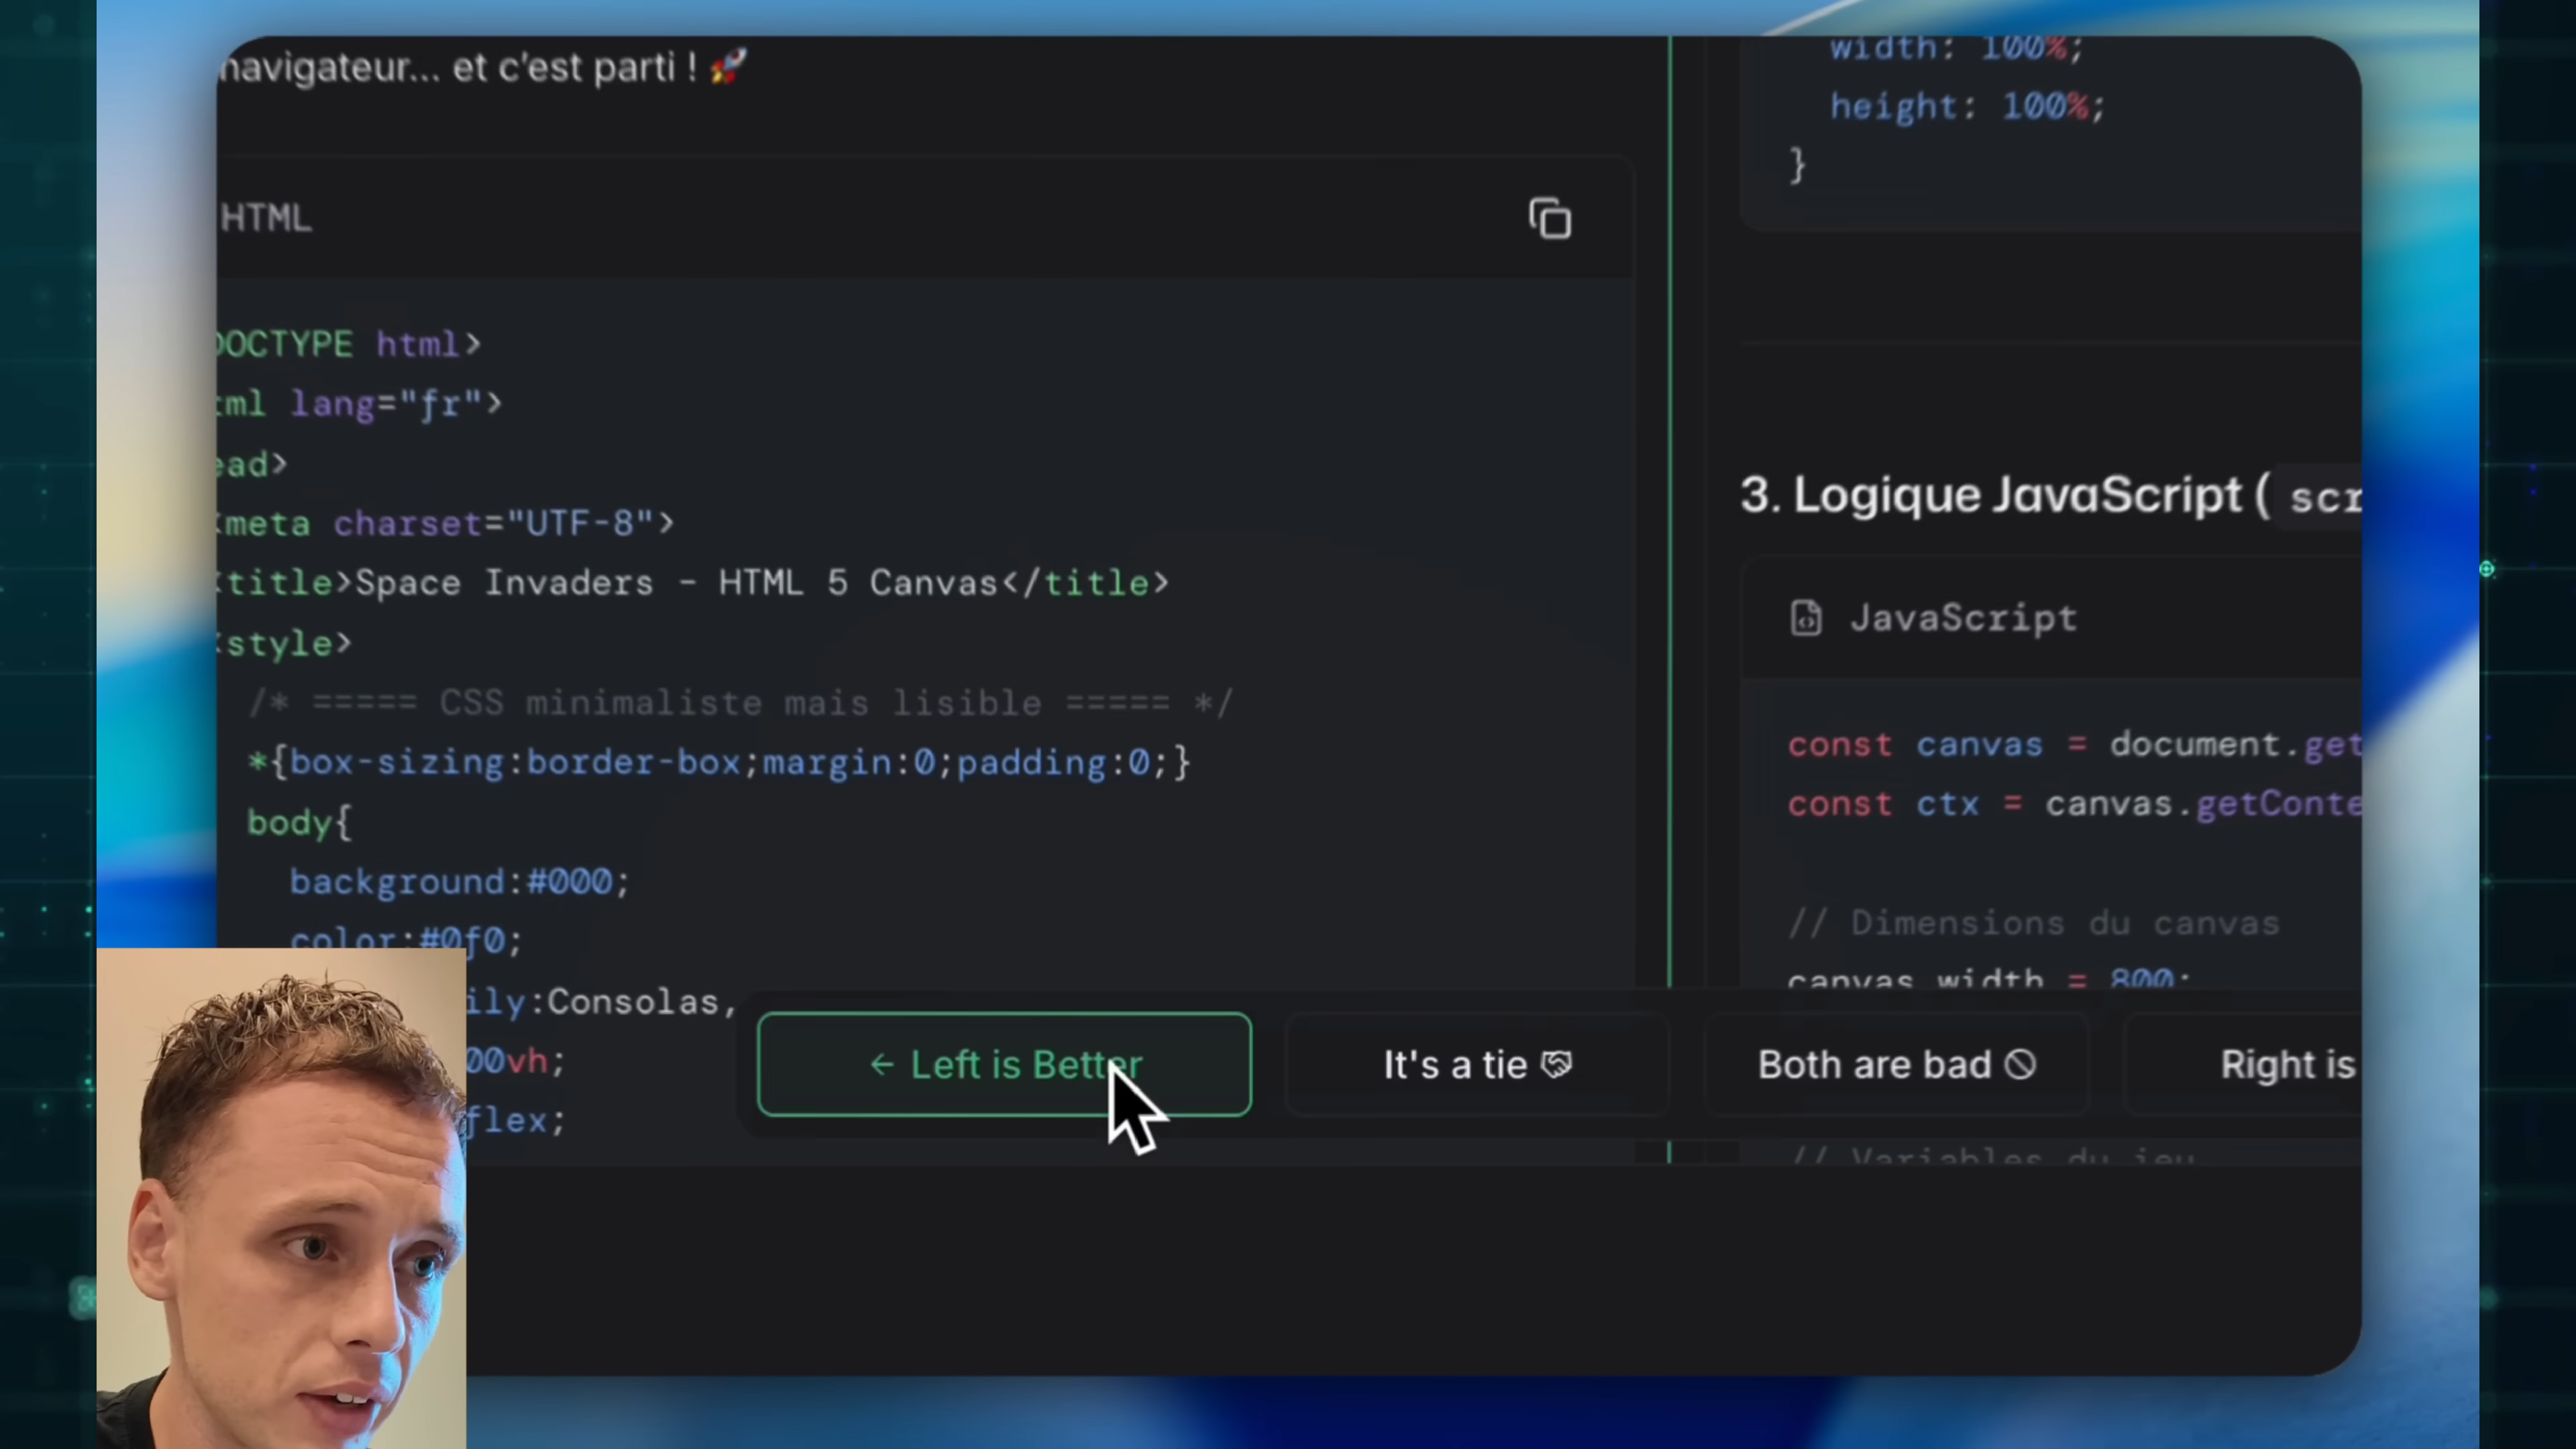 navigateur... et c'est parti ! 🚀
HTML
DOCTYPE html>
ml lang="fr">
ead>
<meta charset="UTF-8">
<title>Space Invaders - HTML 5 Canvas</title>
<style>
/* ===== CSS minimaliste mais lisible ===== */
*{box-sizing:border-box;margin:0;padding:0;}
body{
background:#000;
color:#0f0;
ily:Consolas,
00vh;
flex;
width: 100%;
height: 100%;
}
3. Logique JavaScript ( scr
JavaScript
const canvas = document.get
const ctx = canvas.getConte
// Dimensions du canvas
canvas width = 800;
// Variables du jeu
← Left is Better
It's a tie 🤝
Both are bad 🚫
Right is